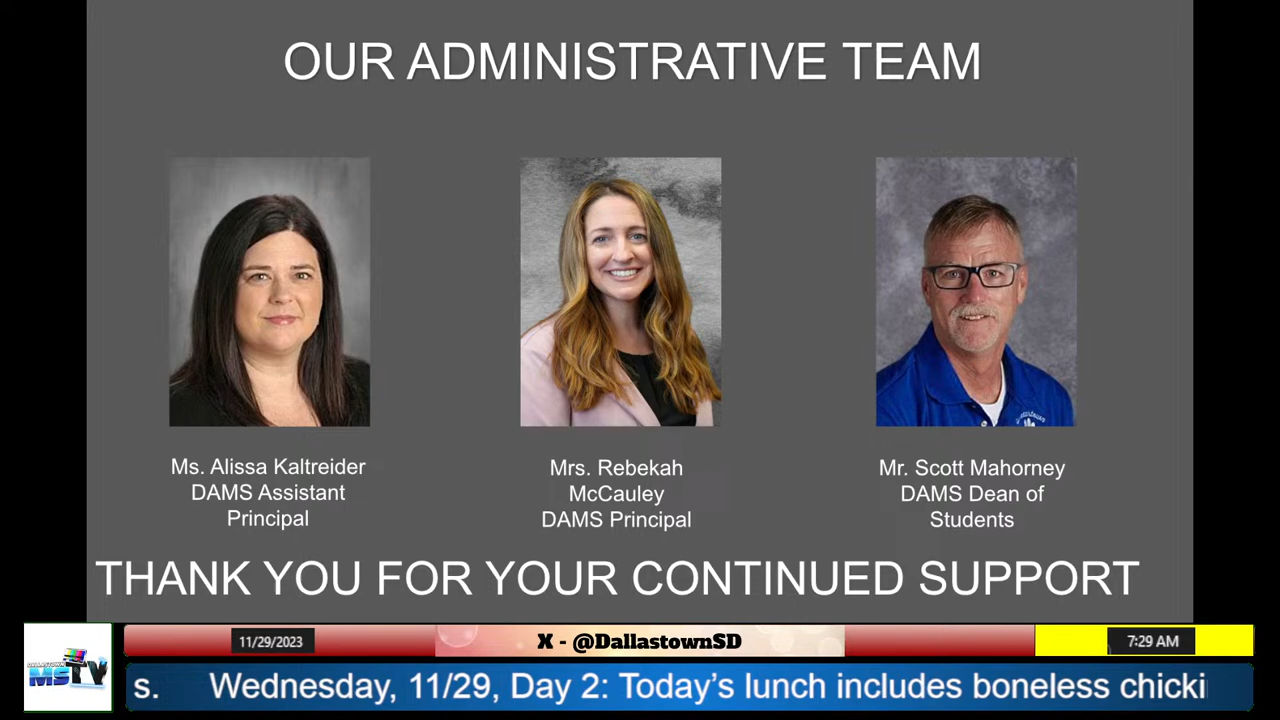 OUR ADMINISTRATIVE TEAM
Ms. Alissa Kaltreider
DAMS Assistant
Principal
Mrs. Rebekah
McCauley
DAMS Principal
Mr. Scott Mahorney
DAMS Dean of
Students
THANK YOU FOR YOUR CONTINUED SUPPORT
DALLASTOWN
MSTV
11/29/2023
X - @DallastownSD
7:29 AM
s. Wednesday, 11/29, Day 2: Today's lunch includes boneless chicki